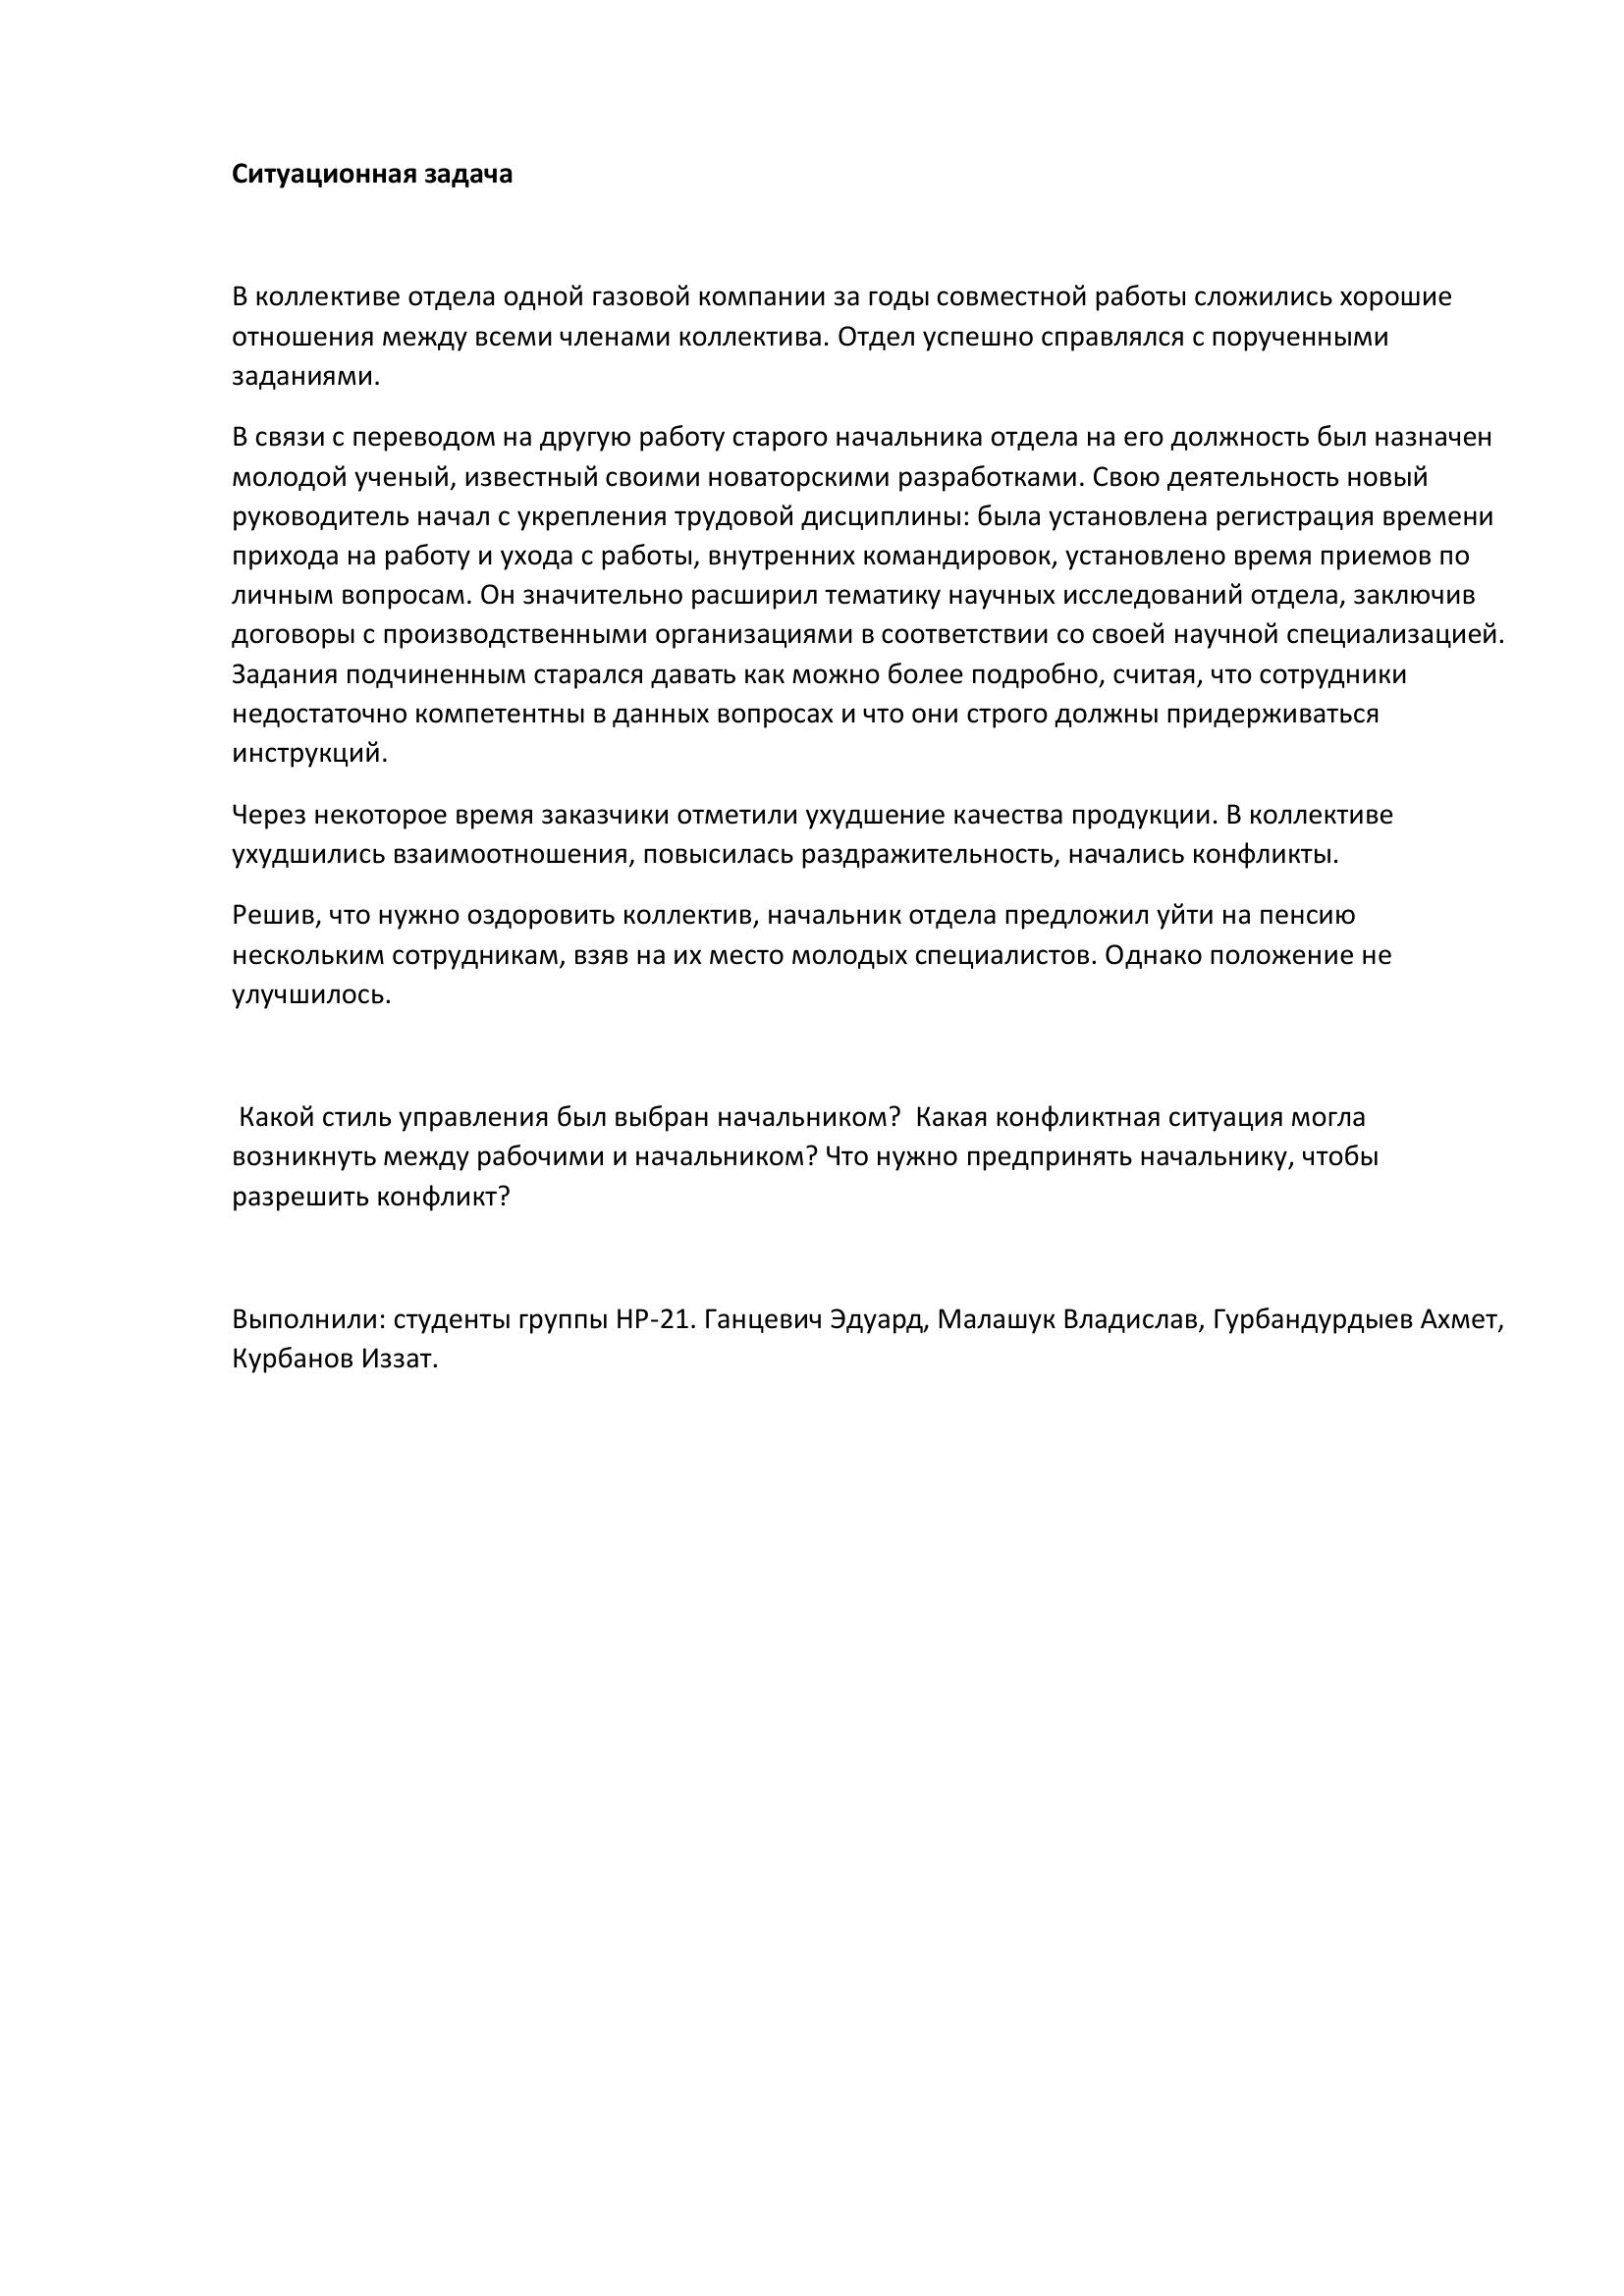 Ситуационная задача
В коллективе отдела одной газовой компании за годы совместной работы сложились хорошие
отношения между всеми членами коллектива. Отдел успешно справлялся с порученными
заданиями.
В связи с переводом на другую работу старого начальника отдела на его должность был назначен
молодой ученый, известный своими новаторскими разработками. Свою деятельность новый
руководитель начал с укрепления трудовой дисциплины: была установлена регистрация времени
прихода на работу и ухода с работы, внутренних командировок, установлено время приемов по
личным вопросам. Он значительно расширил тематику научных исследований отдела, заключив
договоры с производственными организациями в соответствии со своей научной специализацией.
Задания подчиненным старался давать как можно более подробно, считая, что сотрудники
недостаточно компетентны в данных вопросах и что они строго должны придерживаться
инструкций.
Через некоторое время заказчики отметили ухудшение качества продукции. В коллективе
ухудшились взаимоотношения, повысилась раздражительность, начались конфликты.
Решив, что нужно оздоровить коллектив, начальник отдела предложил уйти на пенсию
нескольким сотрудникам, взяв на их место молодых специалистов. Однако положение не
улучшилось.
Какой стиль управления был выбран начальником?  Какая конфликтная ситуация могла
возникнуть между рабочими и начальником? Что нужно предпринять начальнику, чтобы
разрешить конфликт?
Выполнили: студенты группы НР-21. Ганцевич Эдуард, Малашук Владислав, Гурбандурдыев Ахмет,
Курбанов Иззат.